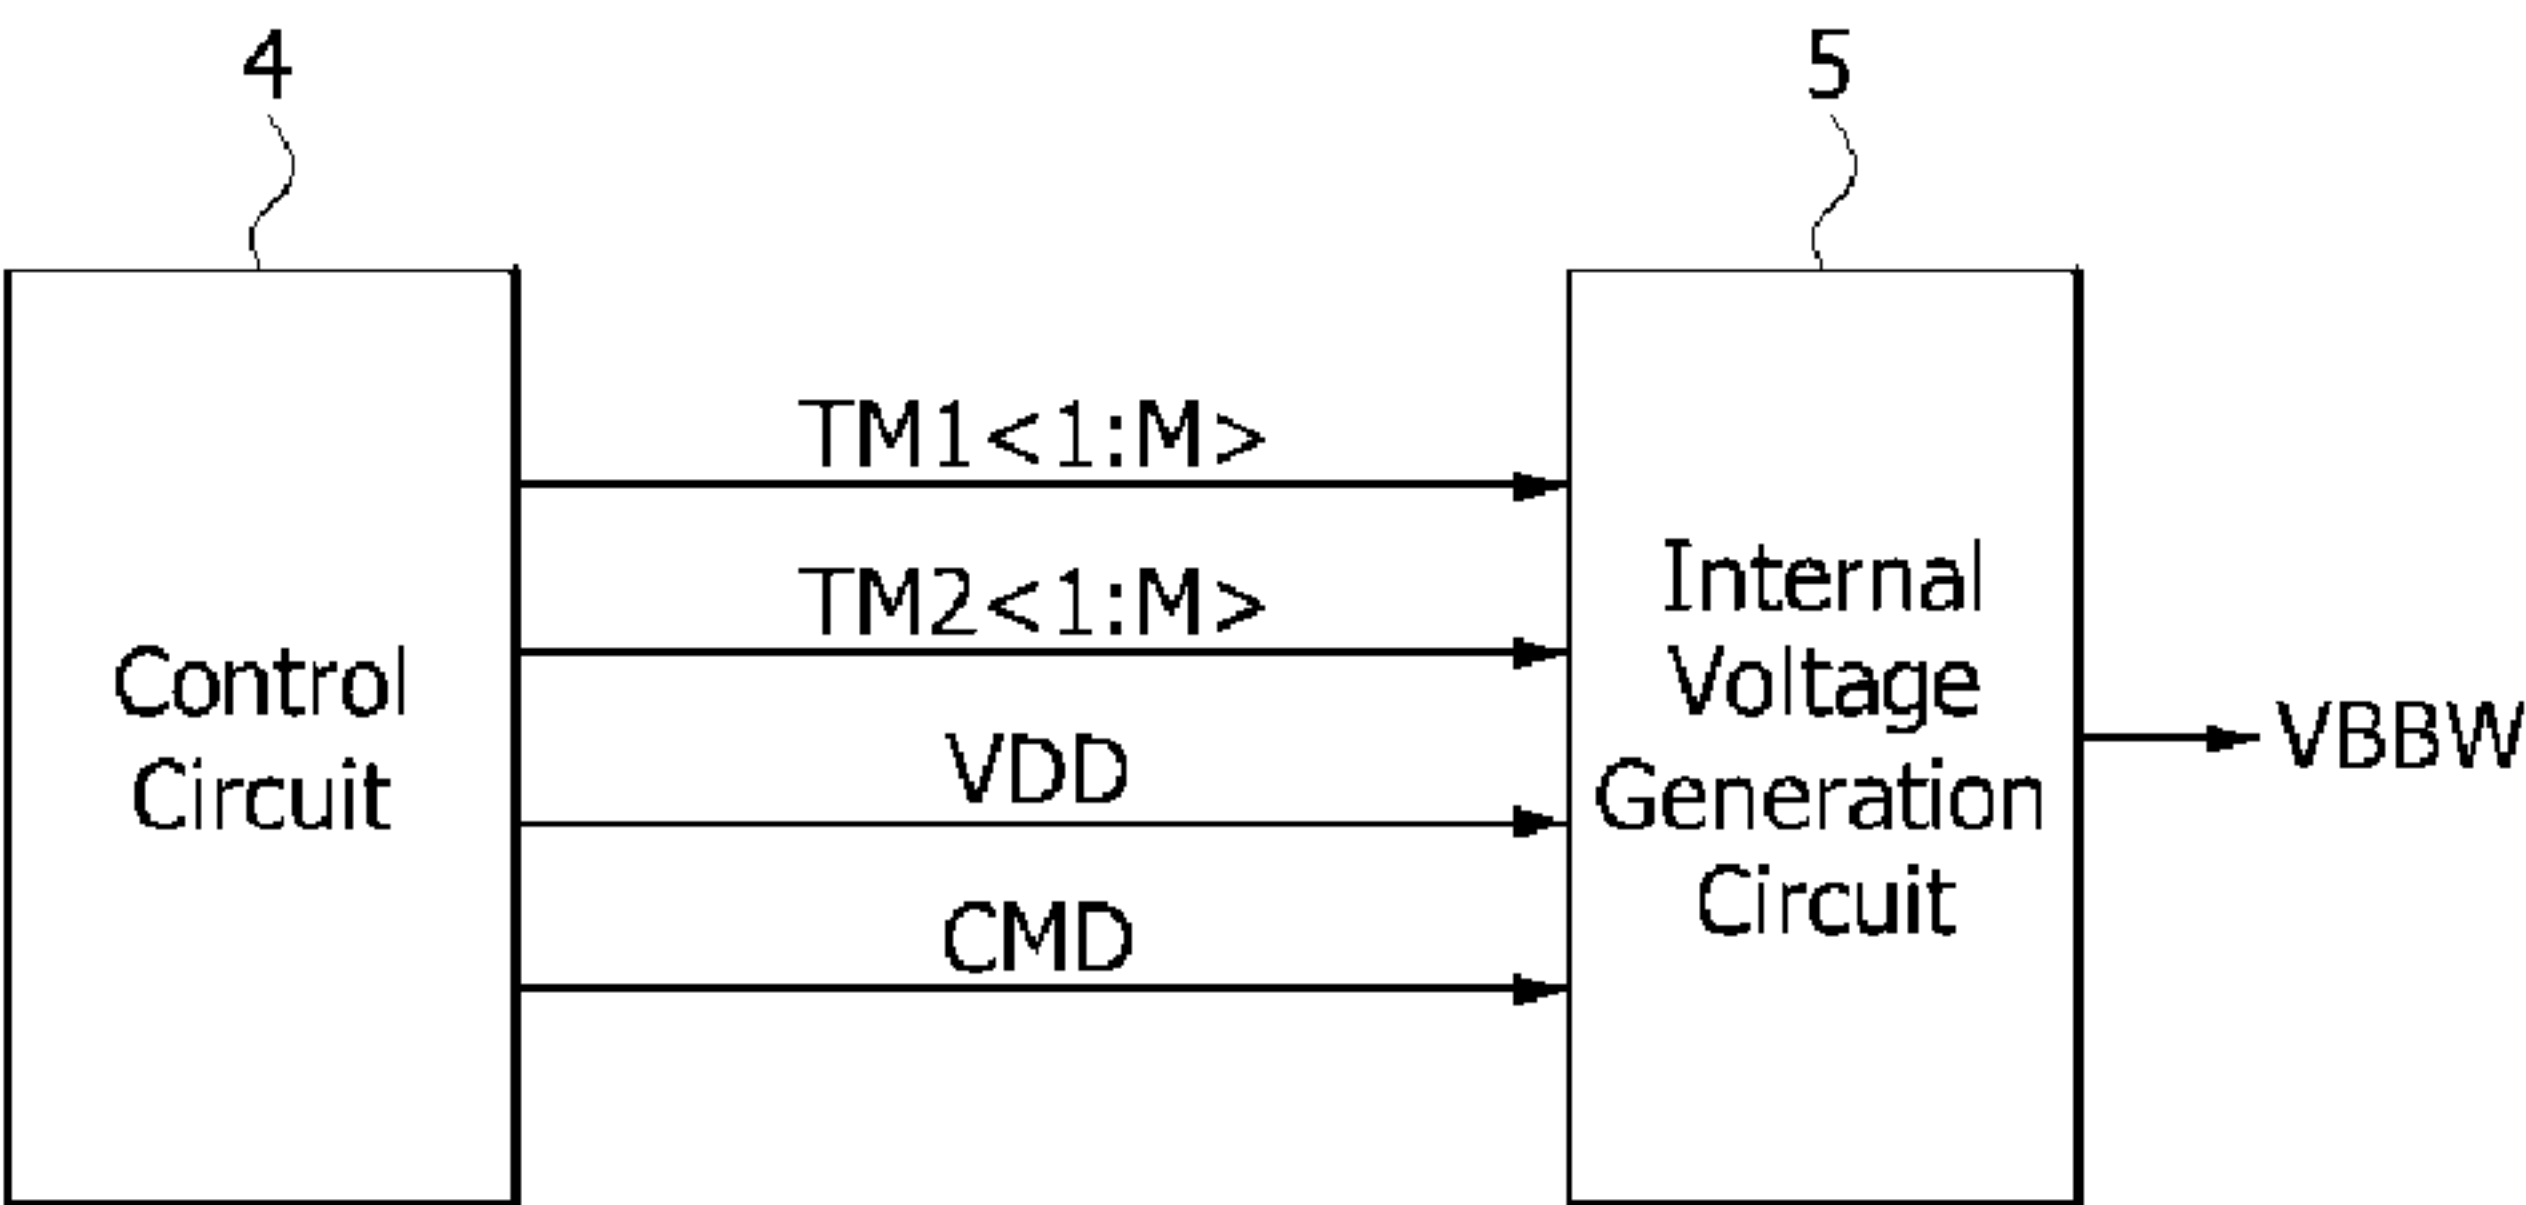 4
5
TM1<1:M>
TM2<1:M>
VDD
CMD
Control
Circuit
Internal
Voltage
Generation
Circuit
VBBW